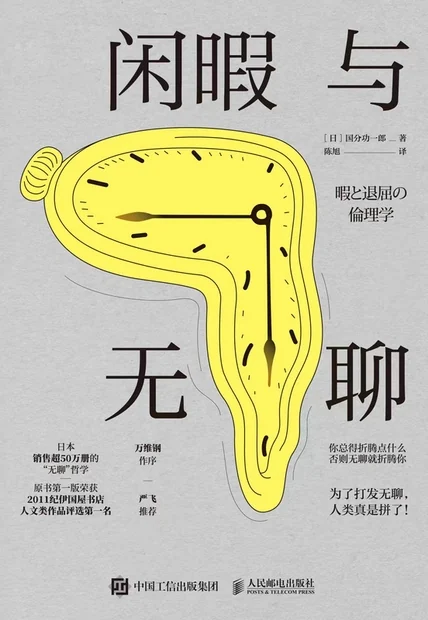 闲暇与
[日]国分功一郎 著
陈旭 译
暇と退屈の
倫理学
无聊
日本
销售超50万册的
“无聊”哲学
原书第一版荣获
2011纪伊国屋书店
人文类作品评选第一名
万维钢
作序
严飞
推荐
你总得折腾点什么
否则无聊就折腾你
为了打发无聊，
人类真是拼了！
中国工信出版集团
人民邮电出版社
POSTS & TELECOM PRESS